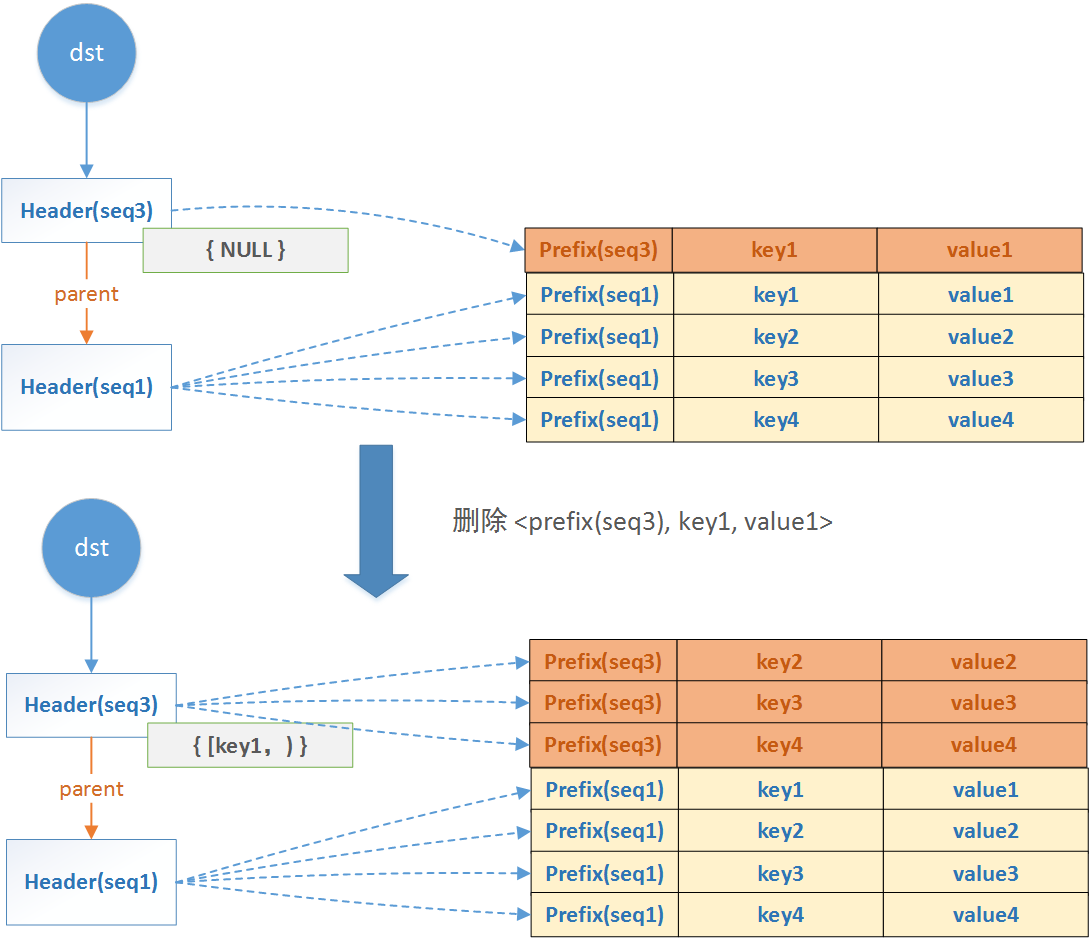 dst
Header(seq3)
{ NULL }
parent
Header(seq1)
Prefix(seq3) key1 value1
Prefix(seq1) key1 value1
Prefix(seq1) key2 value2
Prefix(seq1) key3 value3
Prefix(seq1) key4 value4
删除 <prefix(seq3), key1, value1>
dst
Header(seq3)
{ [key1，) }
parent
Header(seq1)
Prefix(seq3) key2 value2
Prefix(seq3) key3 value3
Prefix(seq3) key4 value4
Prefix(seq1) key1 value1
Prefix(seq1) key2 value2
Prefix(seq1) key3 value3
Prefix(seq1) key4 value4